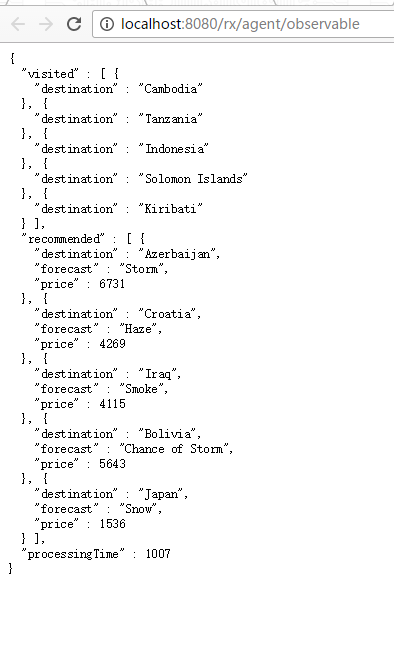 localhost:8080/rx/agent/observable
{
  "visited" : [ {
    "destination" : "Cambodia"
  }, {
    "destination" : "Tanzania"
  }, {
    "destination" : "Indonesia"
  }, {
    "destination" : "Solomon Islands"
  }, {
    "destination" : "Kiribati"
  } ],
  "recommended" : [ {
    "destination" : "Azerbaijan",
    "forecast" : "Storm",
    "price" : 6731
  }, {
    "destination" : "Croatia",
    "forecast" : "Haze",
    "price" : 4269
  }, {
    "destination" : "Iraq",
    "forecast" : "Smoke",
    "price" : 4115
  }, {
    "destination" : "Bolivia",
    "forecast" : "Chance of Storm",
    "price" : 5643
  }, {
    "destination" : "Japan",
    "forecast" : "Snow",
    "price" : 1536
  } ],
  "processingTime" : 1007
}